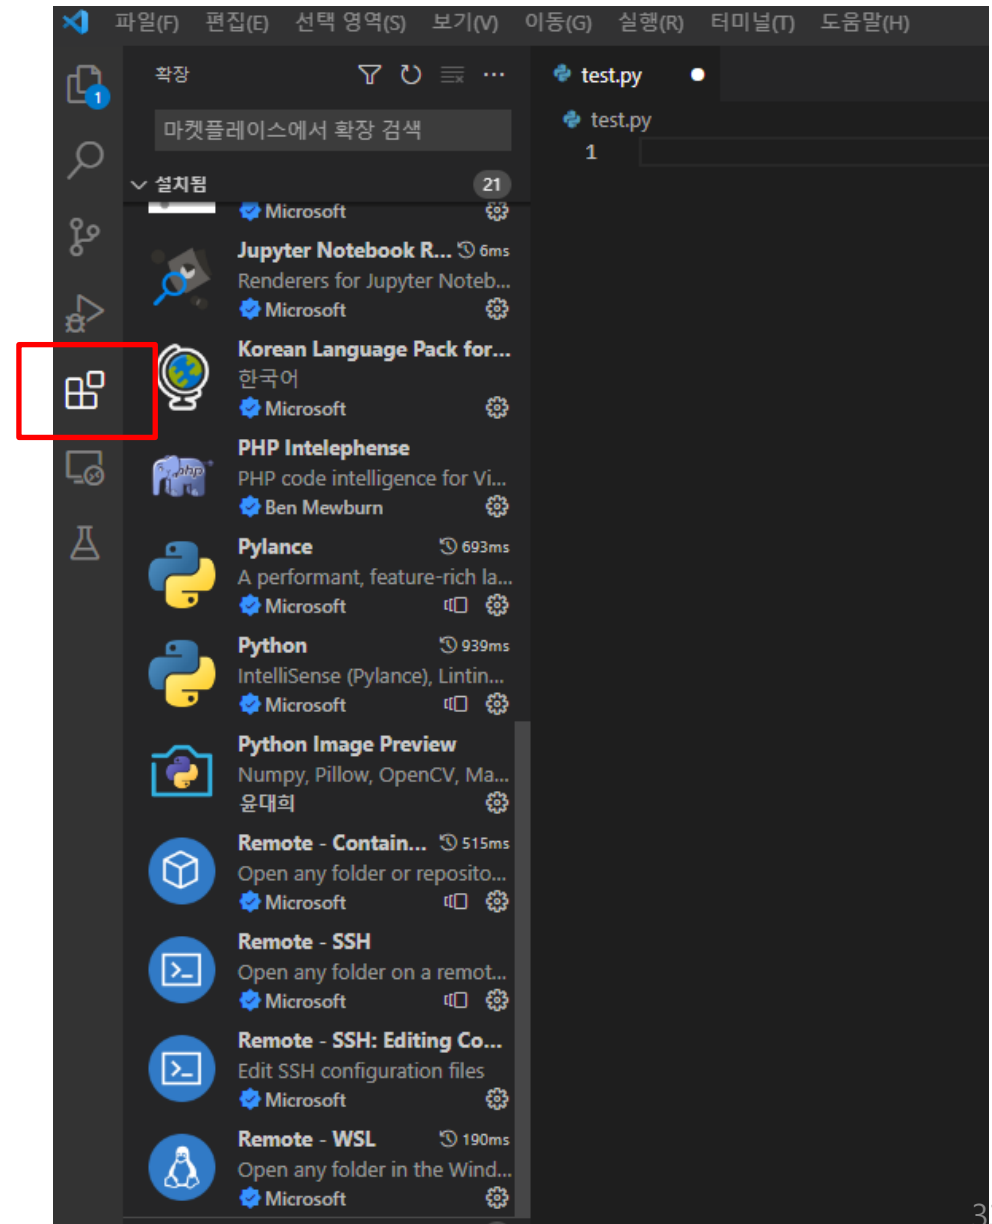 파일(F) 편집(E) 선택 영역(S) 보기(V) 이동(G) 실행(R) 터미널(T) 도움말(H)
확장
마켓플레이스에서 확장 검색
설치됨 21
Microsoft
Jupyter Notebook R... 6ms
Renderers for Jupyter Noteb...
Microsoft
Korean Language Pack for...
한국어
Microsoft
PHP Intelephense
PHP code intelligence for Vi...
Ben Mewburn
Pylance 693ms
A performant, feature-rich la...
Microsoft
Python 939ms
IntelliSense (Pylance), Lintin...
Microsoft
Python Image Preview
Numpy, Pillow, OpenCV, Ma...
윤대희
Remote - Contain... 515ms
Open any folder or reposito...
Microsoft
Remote - SSH
Open any folder on a remot...
Microsoft
Remote - SSH: Editing Co...
Edit SSH configuration files
Microsoft
Remote - WSL 190ms
Open any folder in the Wind...
Microsoft
1
php
test.py
test.py
1
3